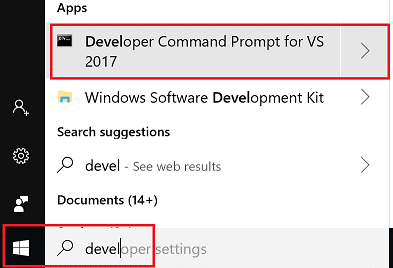 Apps
Developer Command Prompt for VS
2017
Windows Software Development Kit
Search suggestions
devel - See web results
Documents (14+)
developer settings